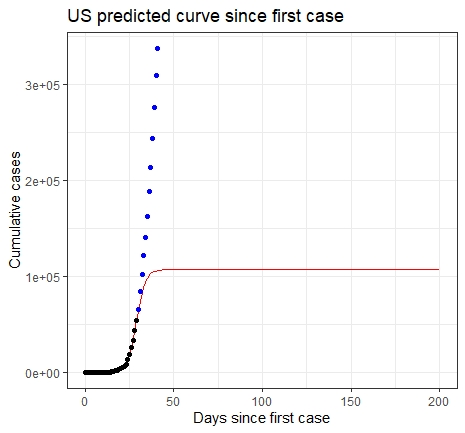 US predicted curve since first case
Cumulative cases
3e+05
2e+05
1e+05
0e+00
0 50 100 150 200
Days since first case